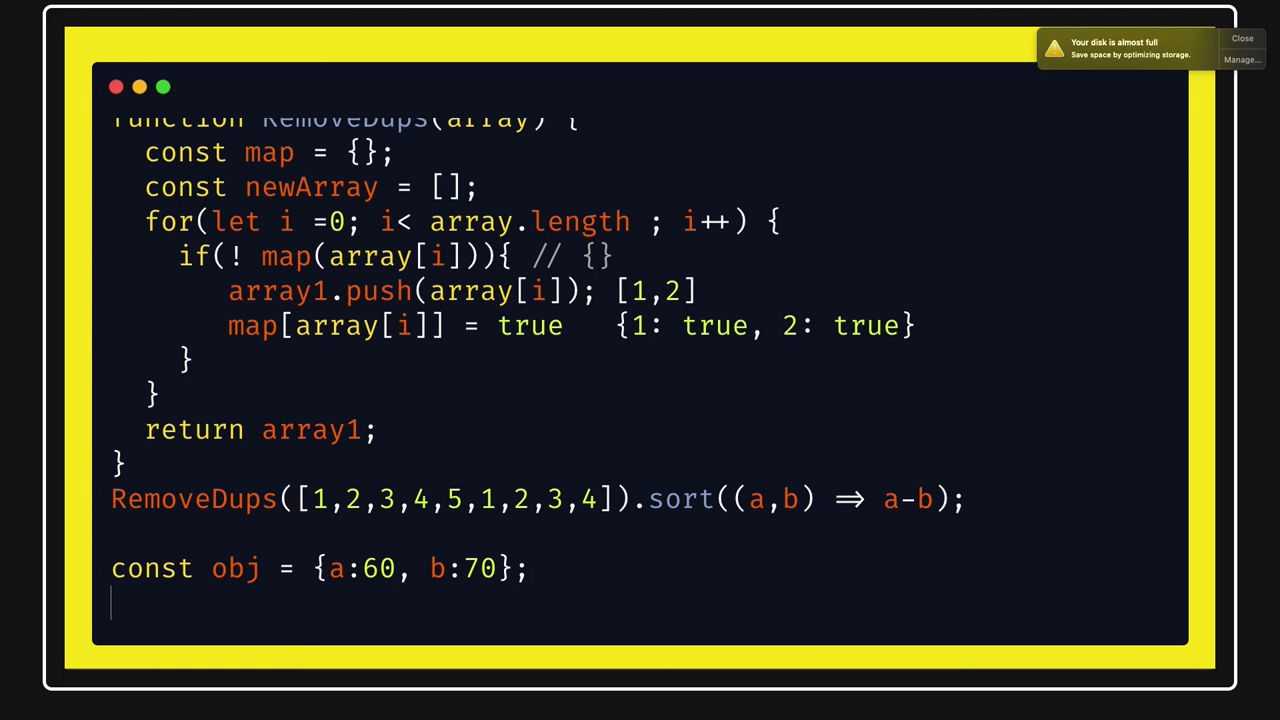 Your disk is almost full
Close
Save space by optimizing storage.
Manage...
function RemoveDups(array) {
  const map = {};
  const newArray = [];
  for(let i =0; i< array.length ; i++) {
    if(! map(array[i])){ // {}
       array1.push(array[i]); [1,2]
       map[array[i]] = true   {1: true, 2: true}
    }
  }
  return array1;
}
RemoveDups([1,2,3,4,5,1,2,3,4]).sort((a,b) => a-b);
const obj = {a:60, b:70};